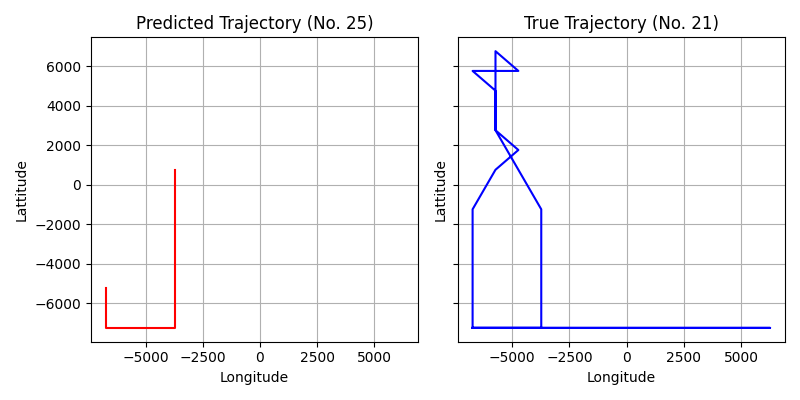 Predicted Trajectory (No. 25)
True Trajectory (No. 21)
Lattitude
6000
4000
2000
0
−2000
−4000
−6000
−5000 −2500 0 2500 5000
Longitude
Lattitude
−5000 −2500 0 2500 5000
Longitude